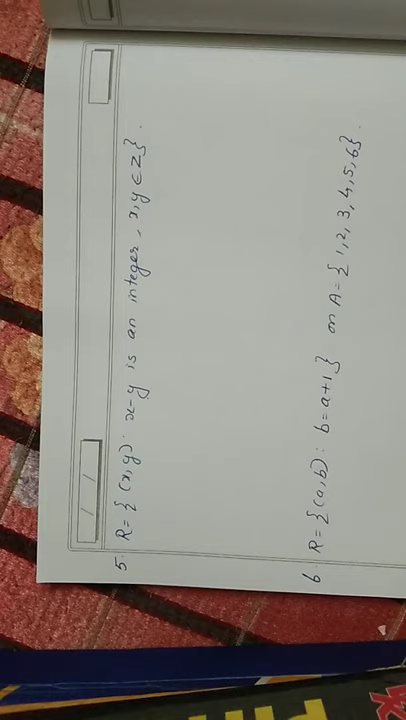 5. R = { (x, y) : x-y is an integer, x, y ∈ Z } .
6. R = { (a, b) : b = a + 1 } on A = { 1, 2, 3, 4, 5, 6 } .